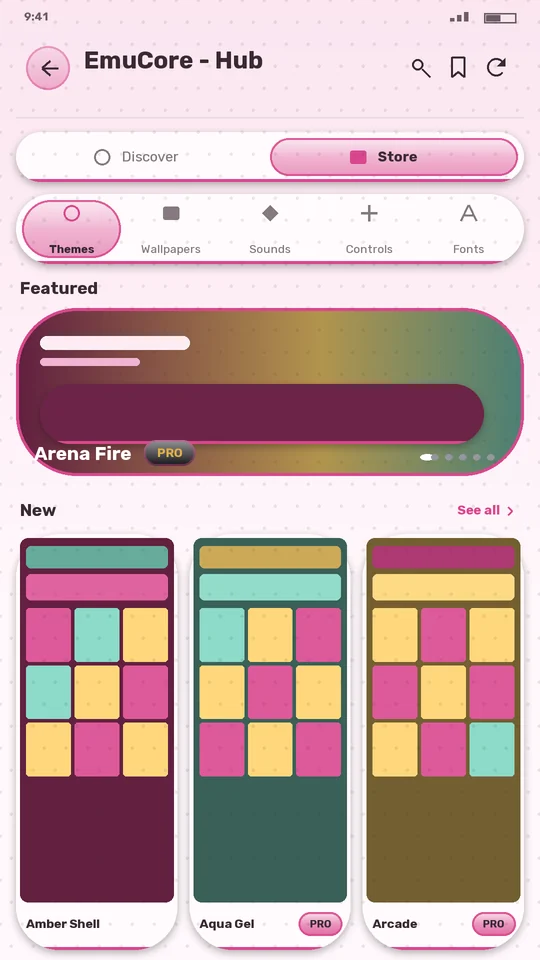 9:41
EmuCore - Hub
Discover
Store
Themes
Wallpapers
Sounds
Controls
Fonts
Featured
Arena Fire PRO
New
See all
Amber Shell
Aqua Gel PRO
Arcade PRO